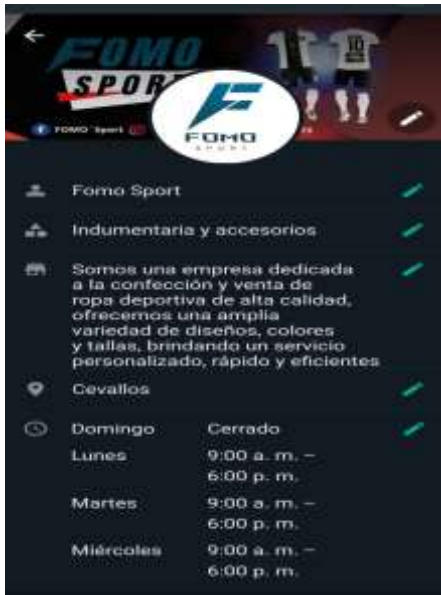 FOMO
SPORT
10
FOMO Sport
FOMO
SPORT
Fomo Sport
Indumentaria y accesorios
Somos una empresa dedicada
a la confección y venta de
ropa deportiva de alta calidad,
ofrecemos una amplia
variedad de diseños, colores
y tallas, brindando un servicio
personalizado, rápido y eficientes
Cevallos
Domingo Cerrado
Lunes 9:00 a. m. –
6:00 p. m.
Martes 9:00 a. m. –
6:00 p. m.
Miércoles 9:00 a. m. –
6:00 p. m.